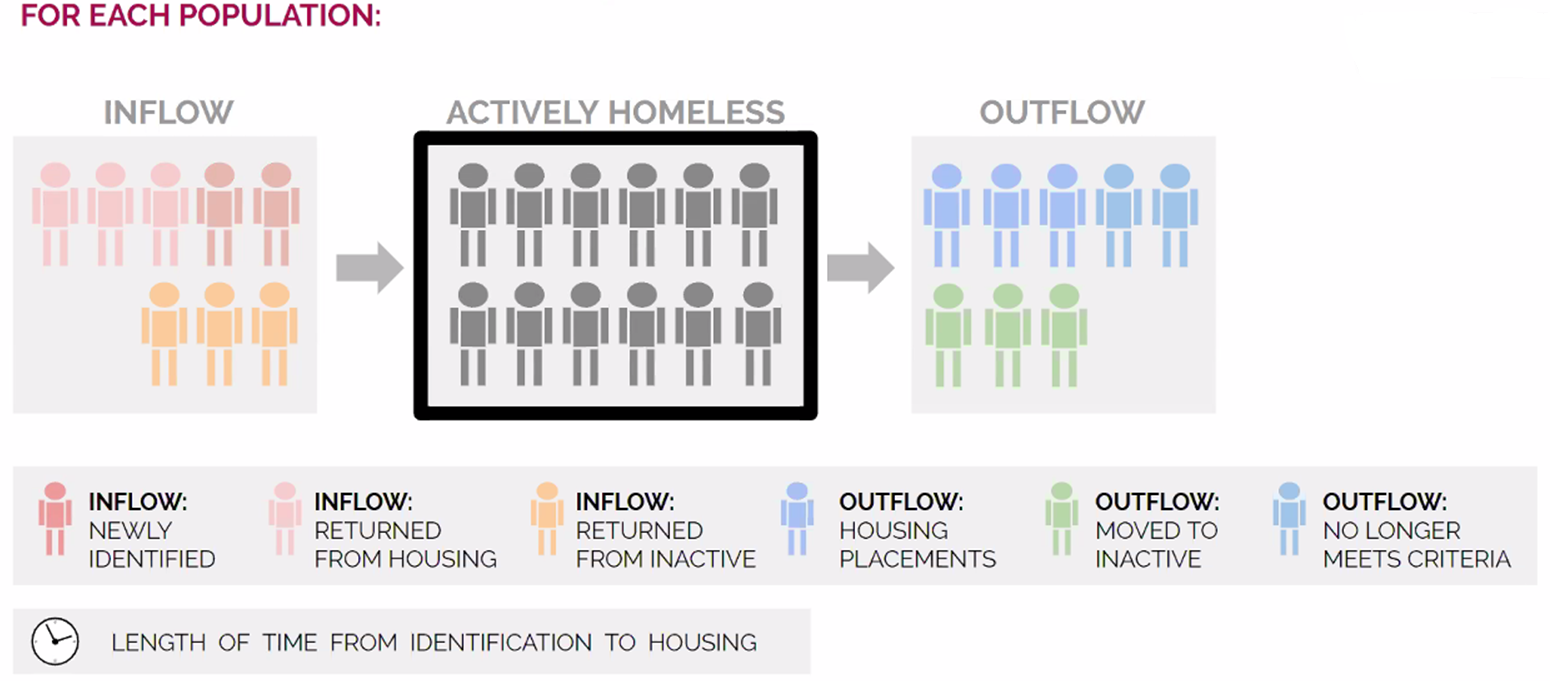 FOR EACH POPULATION:
INFLOW
ACTIVELY HOMELESS
OUTFLOW
INFLOW:
NEWLY
IDENTIFIED
INFLOW:
RETURNED
FROM HOUSING
INFLOW:
RETURNED
FROM INACTIVE
OUTFLOW:
HOUSING
PLACEMENTS
OUTFLOW:
MOVED TO
INACTIVE
OUTFLOW:
NO LONGER
MEETS CRITERIA
LENGTH OF TIME FROM IDENTIFICATION TO HOUSING